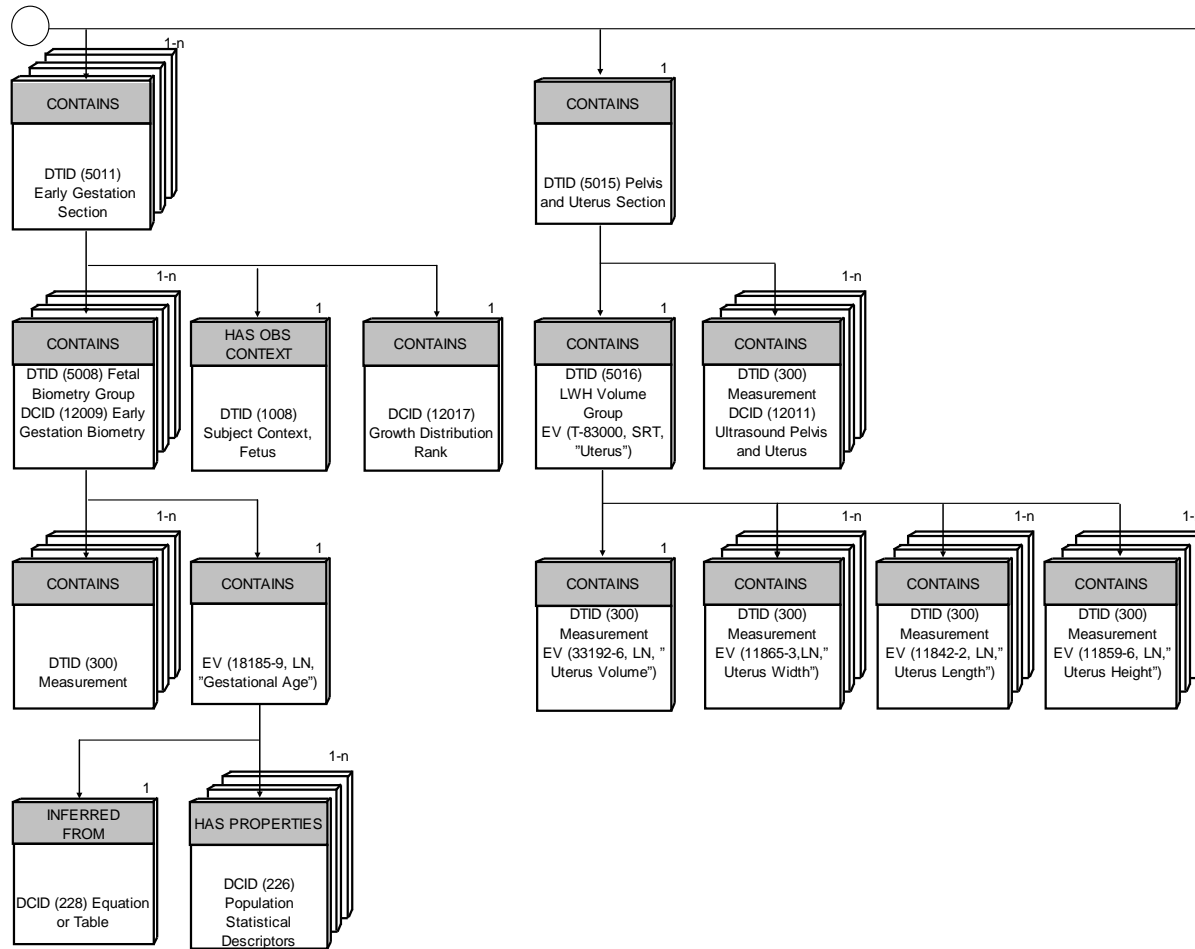 1-n
CONTAINS
DTID (5011)
Early Gestation
Section
1
CONTAINS
DTID (5015) Pelvis
and Uterus Section
1-n
CONTAINS
DTID (5008) Fetal
Biometry Group
DCID (12009) Early
Gestation Biometry
1
HAS OBS
CONTEXT
DTID (1008)
Subject Context,
Fetus
1
CONTAINS
DCID (12017)
Growth Distribution
Rank
1
CONTAINS
DTID (5016)
LWH Volume
Group
EV (T-83000, SRT,
”Uterus”)
1-n
CONTAINS
DTID (300)
Measurement
DCID (12011)
Ultrasound Pelvis
and Uterus
1-n
CONTAINS
DTID (300)
Measurement
1
CONTAINS
EV (18185-9, LN,
”Gestational Age”)
1
CONTAINS
DTID (300)
Measurement
EV (33192-6, LN, ”
Uterus Volume”)
1-n
CONTAINS
DTID (300)
Measurement
EV (11865-3,LN,”
Uterus Width”)
1-n
CONTAINS
DTID (300)
Measurement
EV (11842-2, LN,”
Uterus Length”)
1-
CONTAINS
DTID (300)
Measurement
EV (11859-6, LN,”
Uterus Height”)
1
INFERRED
FROM
DCID (228) Equation
or Table
1-n
HAS PROPERTIES
DCID (226)
Population
Statistical
Descriptors